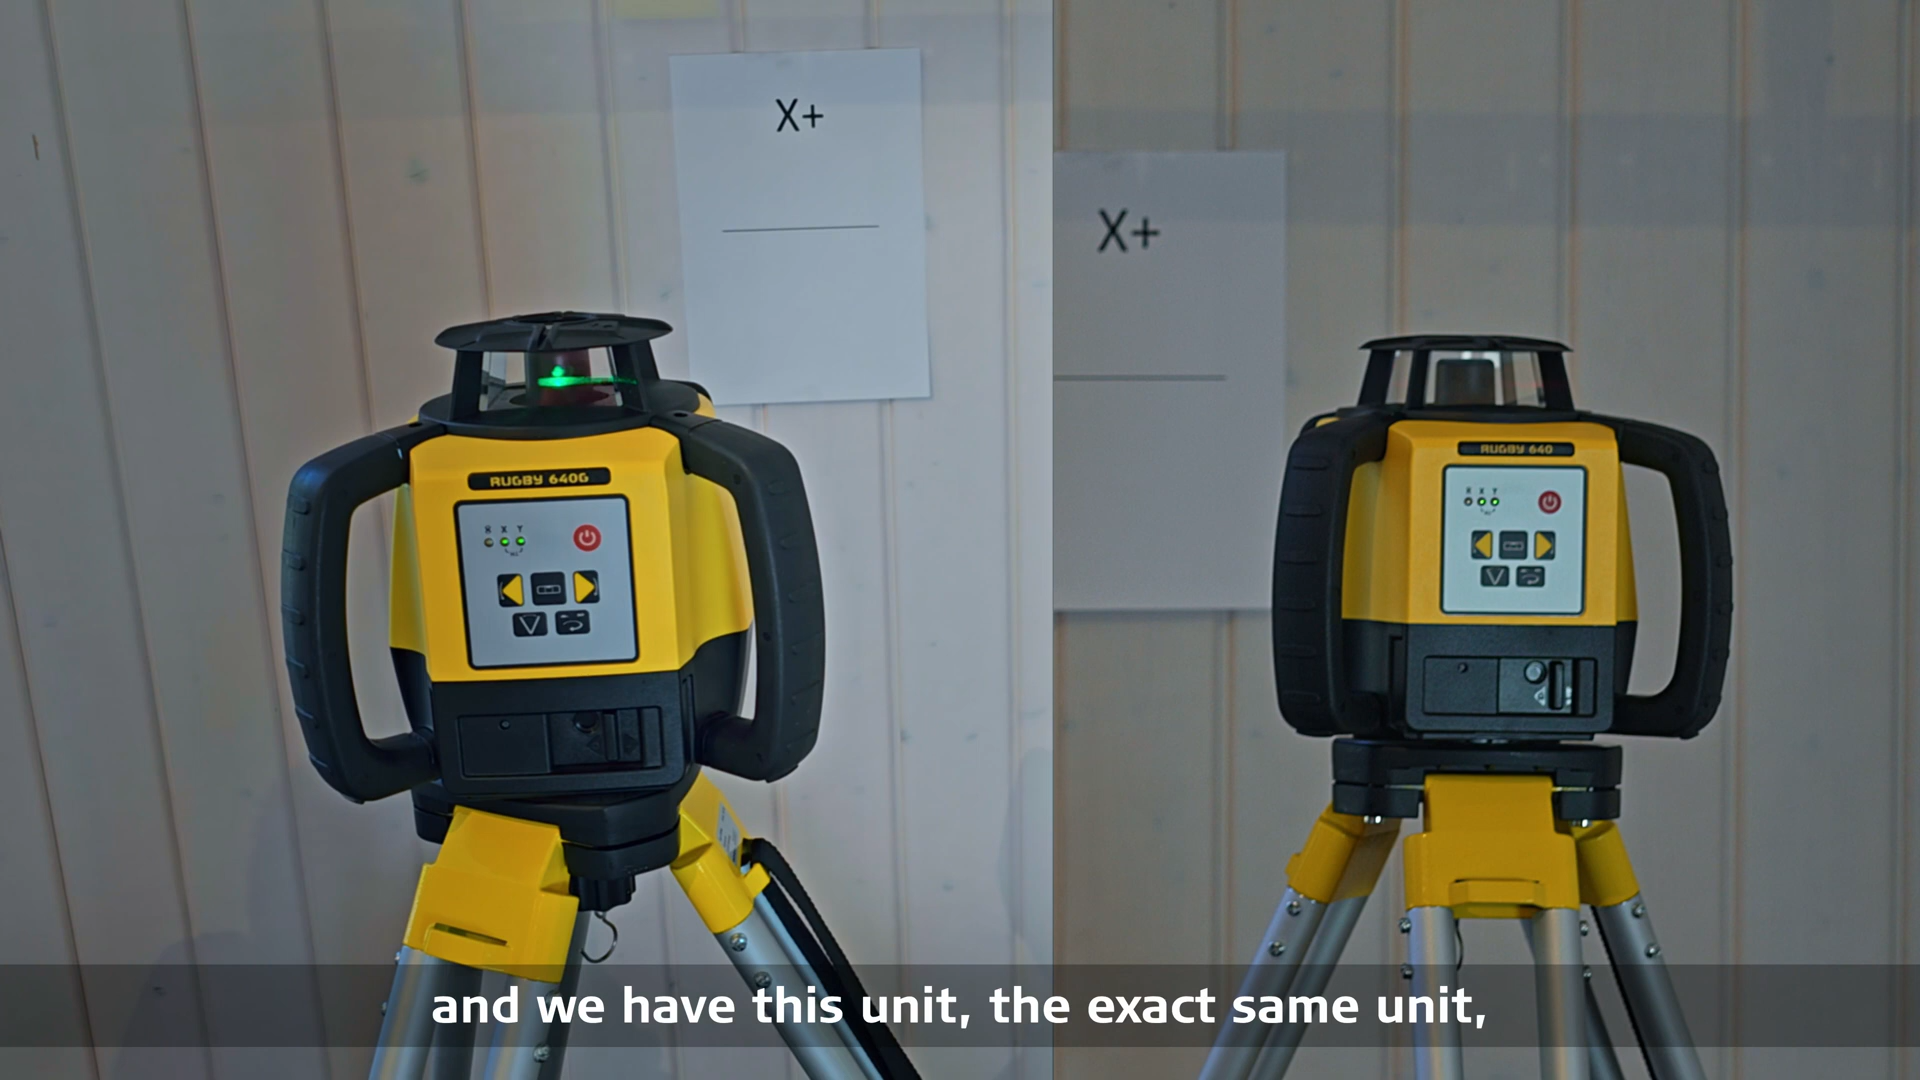 X+
RUGBY 640G
H X Y
X+
RUGBY 640
X X Y
and we have this unit, the exact same unit,